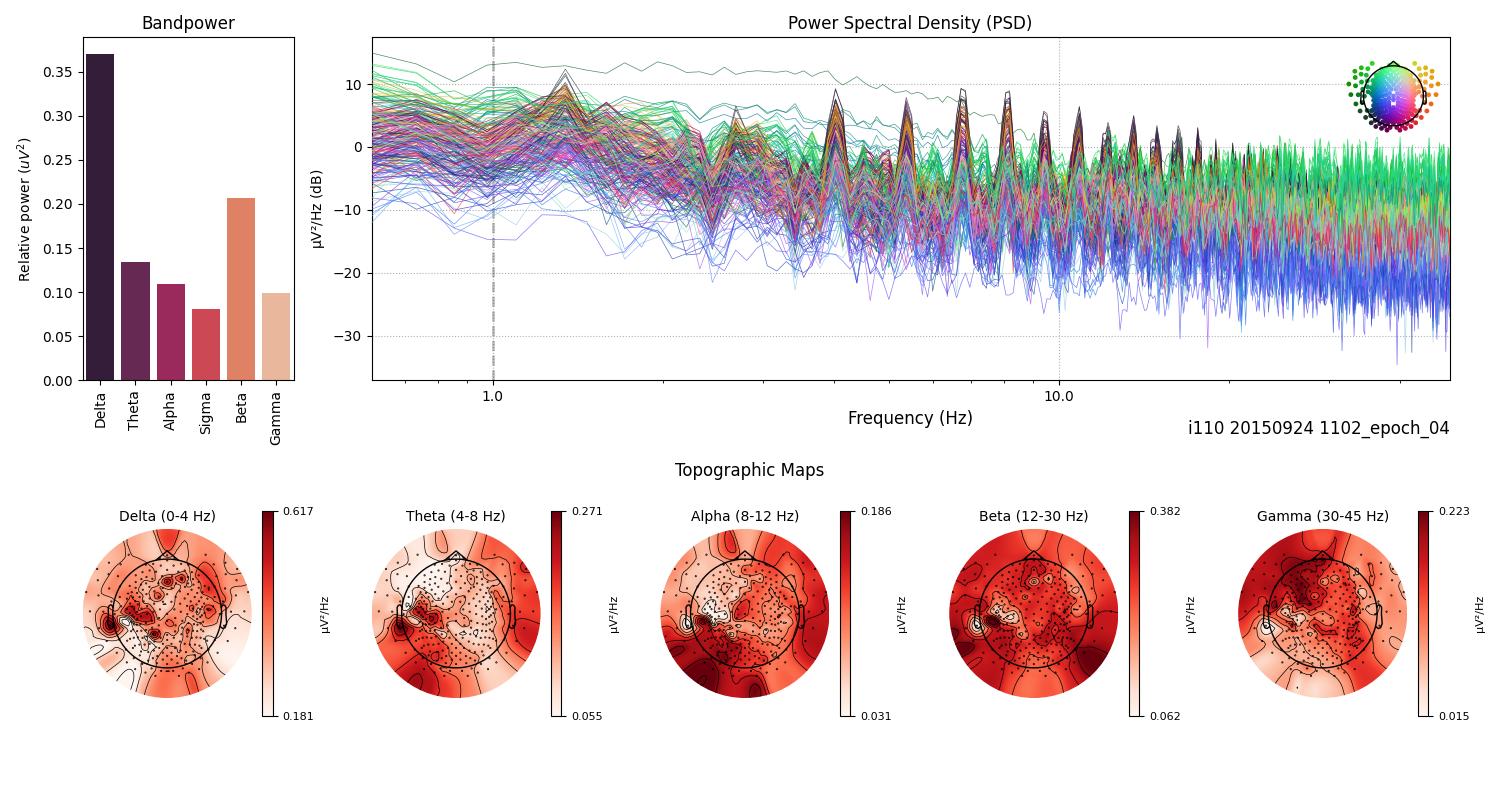 Bandpower
Relative power (uV²)
0.35
0.30
0.25
0.20
0.15
0.10
0.05
0.00
Delta
Theta
Alpha
Sigma
Beta
Gamma
Power Spectral Density (PSD)
µV²/Hz (dB)
10
0
−10
−20
−30
1.0
10.0
Frequency (Hz)
i110 20150924 1102_epoch_04
Topographic Maps
Delta (0-4 Hz)
0.617
µV²/Hz
0.181
Theta (4-8 Hz)
0.271
µV²/Hz
0.055
Alpha (8-12 Hz)
0.186
µV²/Hz
0.031
Beta (12-30 Hz)
0.382
µV²/Hz
0.062
Gamma (30-45 Hz)
0.223
µV²/Hz
0.015